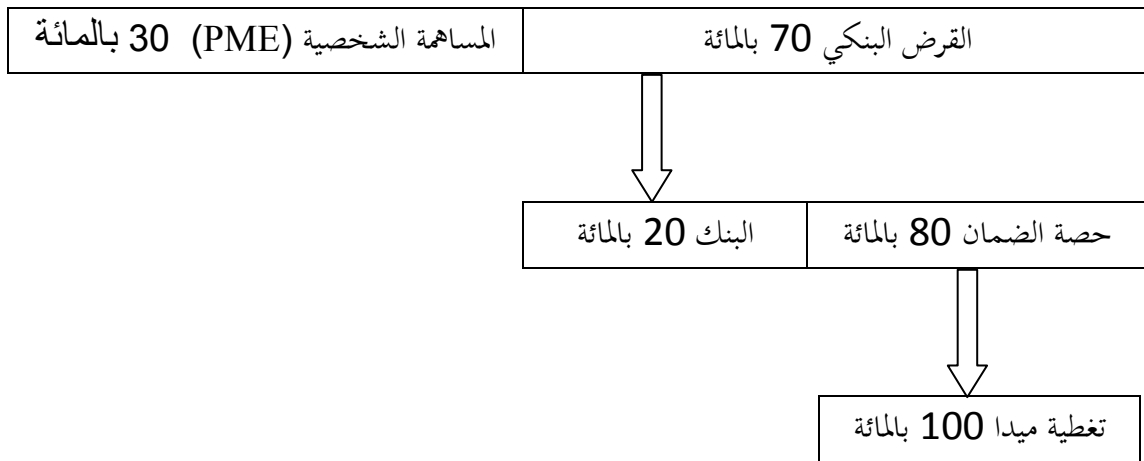 القرض البنكي 70 بالمائة
المساهمة الشخصية (PME) 30 بالمائة
حصة الضمان 80 بالمائة
البنك 20 بالمائة
تغطية ميدا 100 بالمائة